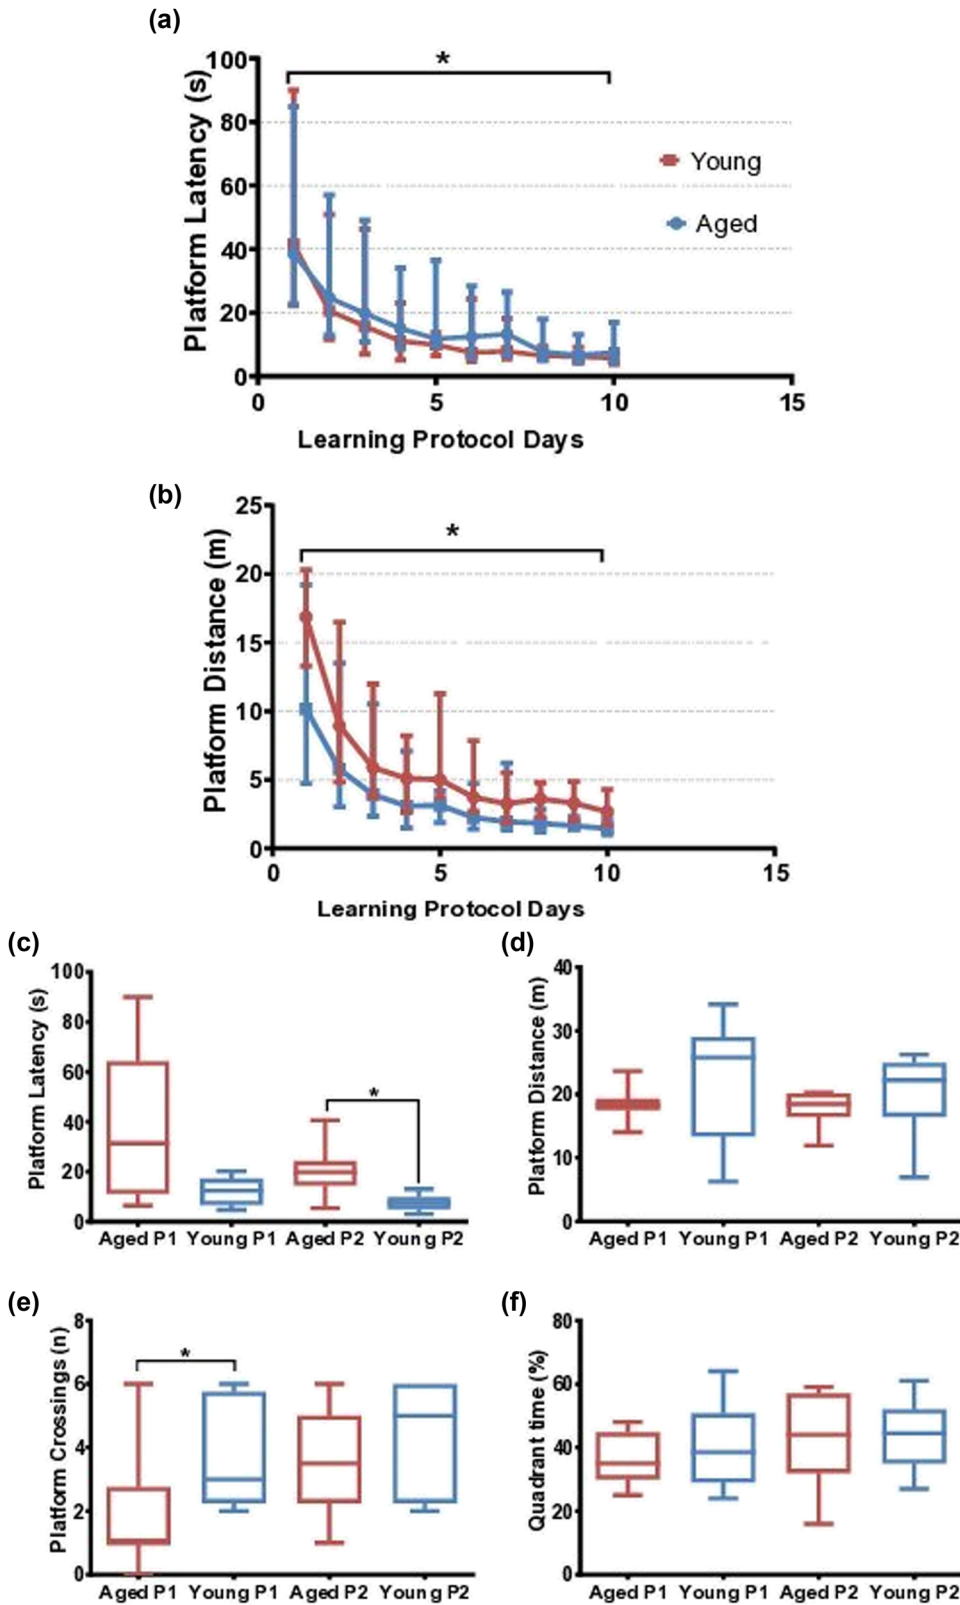 (a)
*
Platform Latency (s)
100
80
60
40
20
0
Young
Aged
0 5 10 15
Learning Protocol Days
(b)
*
Platform Distance (m)
25
20
15
10
5
0
0 5 10 15
Learning Protocol Days
(c)
Platform Latency (s)
100
80
60
40
20
0
*
Aged P1 Young P1 Aged P2 Young P2
(d)
Platform Distance (m)
40
30
20
10
0
Aged P1 Young P1 Aged P2 Young P2
(e)
Platform Crossings (n)
8
6
4
2
0
*
Aged P1 Young P1 Aged P2 Young P2
(f)
Quadrant time (%)
80
60
40
20
0
Aged P1 Young P1 Aged P2 Young P2